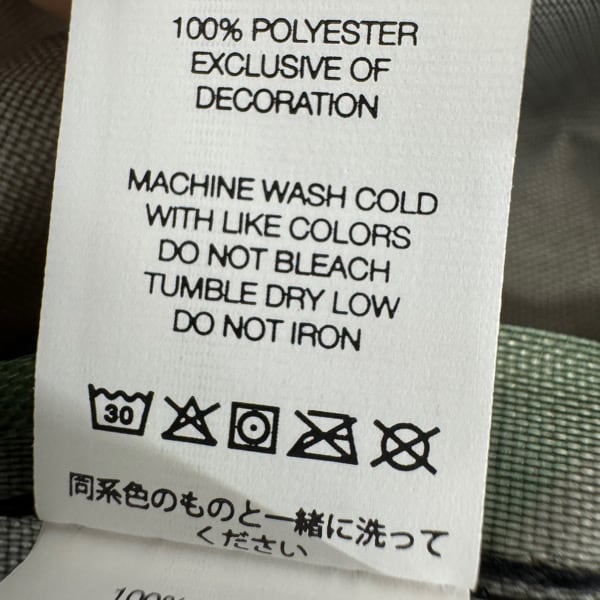 100% POLYESTER
EXCLUSIVE OF
DECORATION
MACHINE WASH COLD
WITH LIKE COLORS
DO NOT BLEACH
TUMBLE DRY LOW
DO NOT IRON
30
同系色のものと一緒に洗って
ください
100%